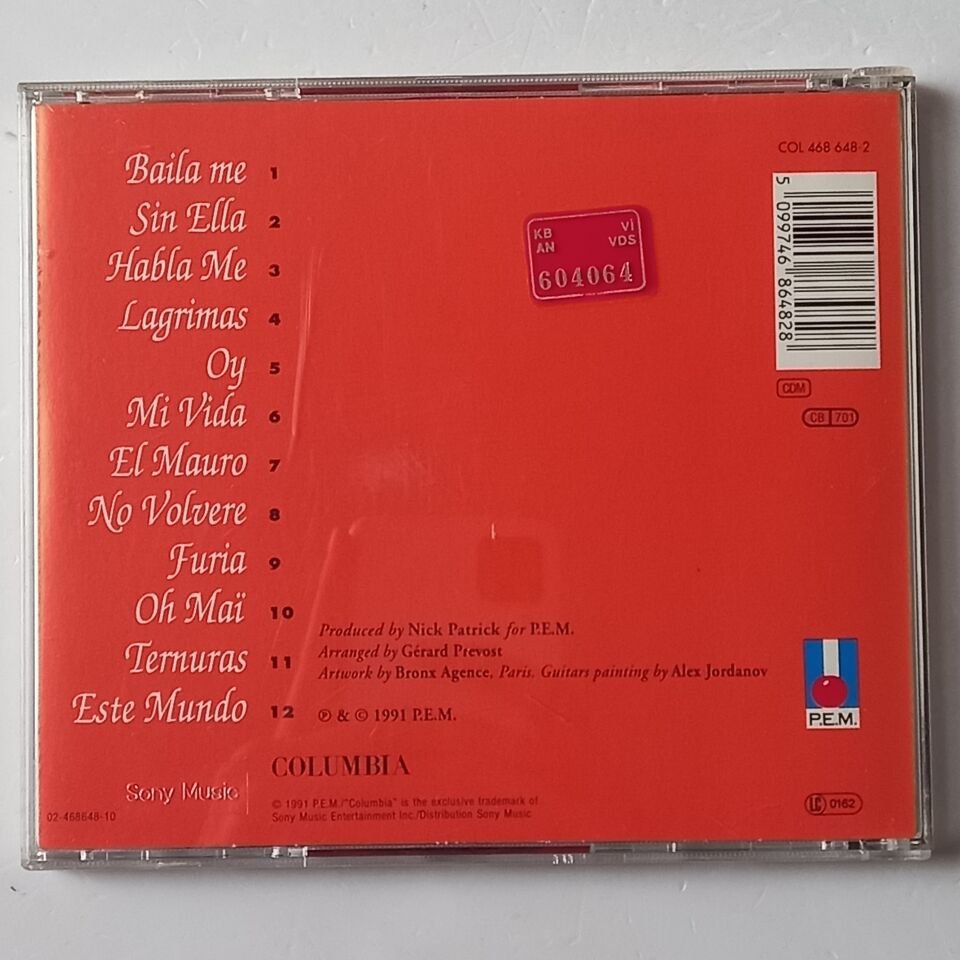 COL 468 648-2
Baila me 1
Sin Ella 2
Habla Me 3
Lagrimas 4
Oy 5
Mi Vida 6
El Mauro 7
No Volvere 8
Furia 9
Oh Maï 10
Ternuras 11
Este Mundo 12
KB Vİ
AN VDS
604064
5 099746 864828
CDM
CB 701
Produced by Nick Patrick for P.E.M.
Arranged by Gérard Prevost
Artwork by Bronx Agence, Paris. Guitars painting by Alex Jordanov
℗ & © 1991 P.E.M.
P.E.M.
COLUMBIA
Sony Music
© 1991 P.E.M./"Columbia" is the exclusive trademark of
Sony Music Entertainment Inc./Distribution Sony Music
02-468648-10
LC 0162